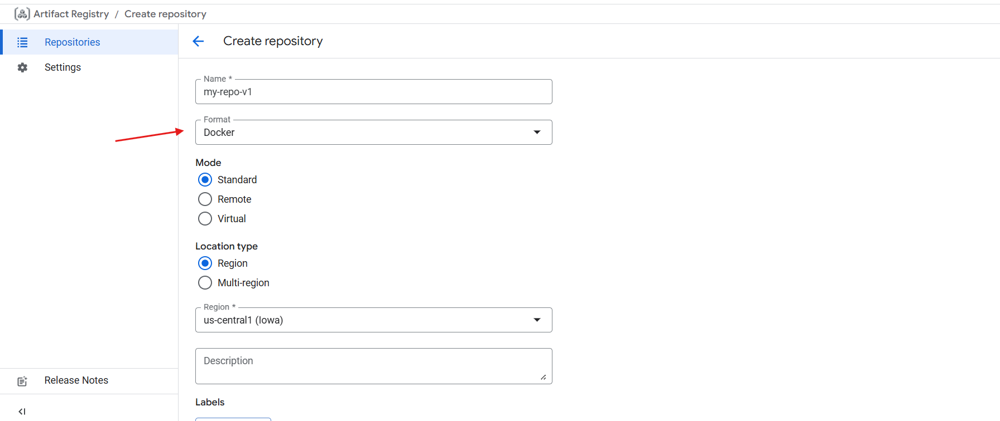 Artifact Registry / Create repository
Repositories
Settings
Create repository
Name *
my-repo-v1
Format
Docker
Mode
Standard
Remote
Virtual
Location type
Region
Multi-region
Region *
us-central1 (Iowa)
Description
Labels
Release Notes